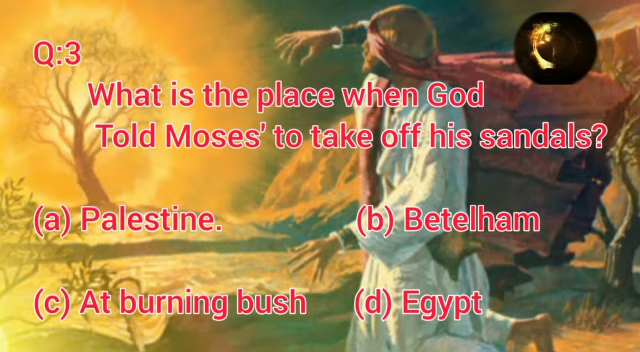 Q:3
What is the place when God
Told Moses' to take off his sandals?
(a) Palestine. (b) Betelham
(c) At burning bush (d) Egypt